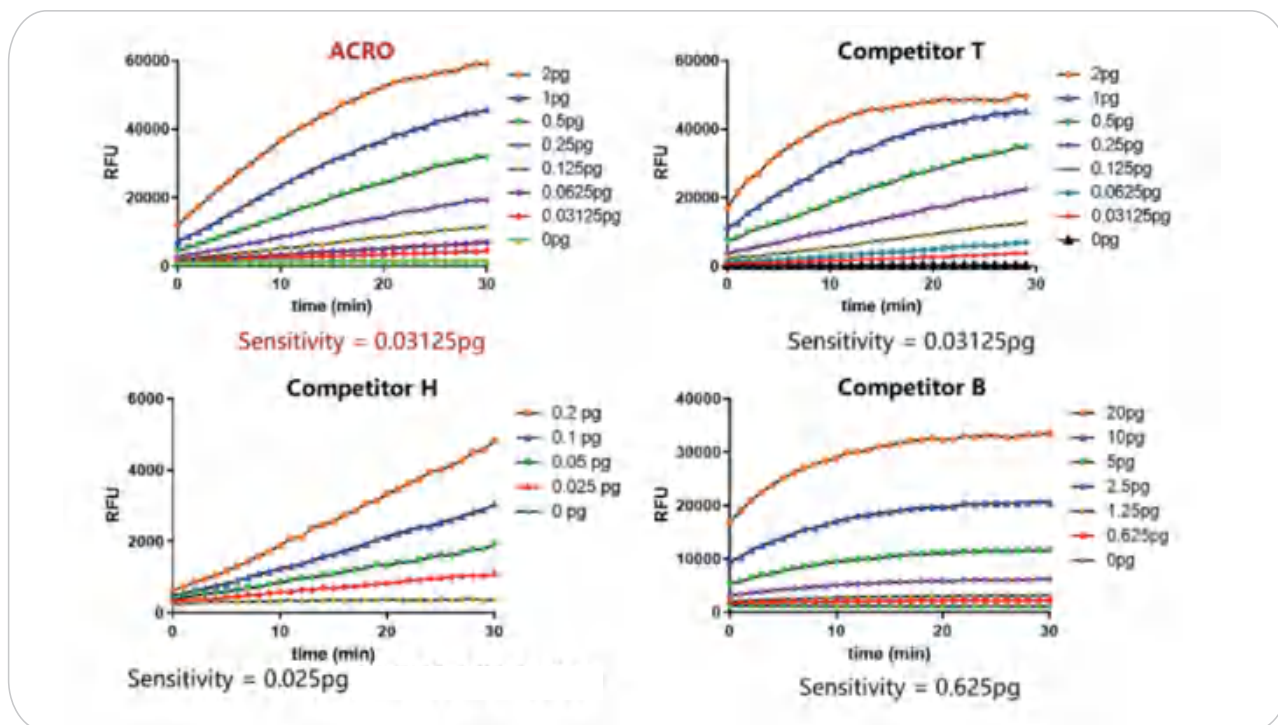 ACRO
60000
40000
20000
0
RFU
0
10
20
30
time (min)
2pg
1pg
0.5pg
0.25pg
0.125pg
0.0625pg
0.03125pg
0pg
Sensitivity = 0.03125pg
Competitor T
60000
40000
20000
0
RFU
0
10
20
30
time (min)
2pg
1pg
0.5pg
0.25pg
0.125pg
0.0625pg
0.03125pg
0pg
Sensitivity = 0.03125pg
Competitor H
6000
4000
2000
0
RFU
0
10
20
30
time (min)
0.2 pg
0.1 pg
0.05 pg
0.025 pg
0 pg
Sensitivity = 0.025pg
Competitor B
40000
30000
20000
10000
0
RFU
0
10
20
30
time (min)
20pg
10pg
5pg
2.5pg
1.25pg
0.625pg
0pg
Sensitivity = 0.625pg